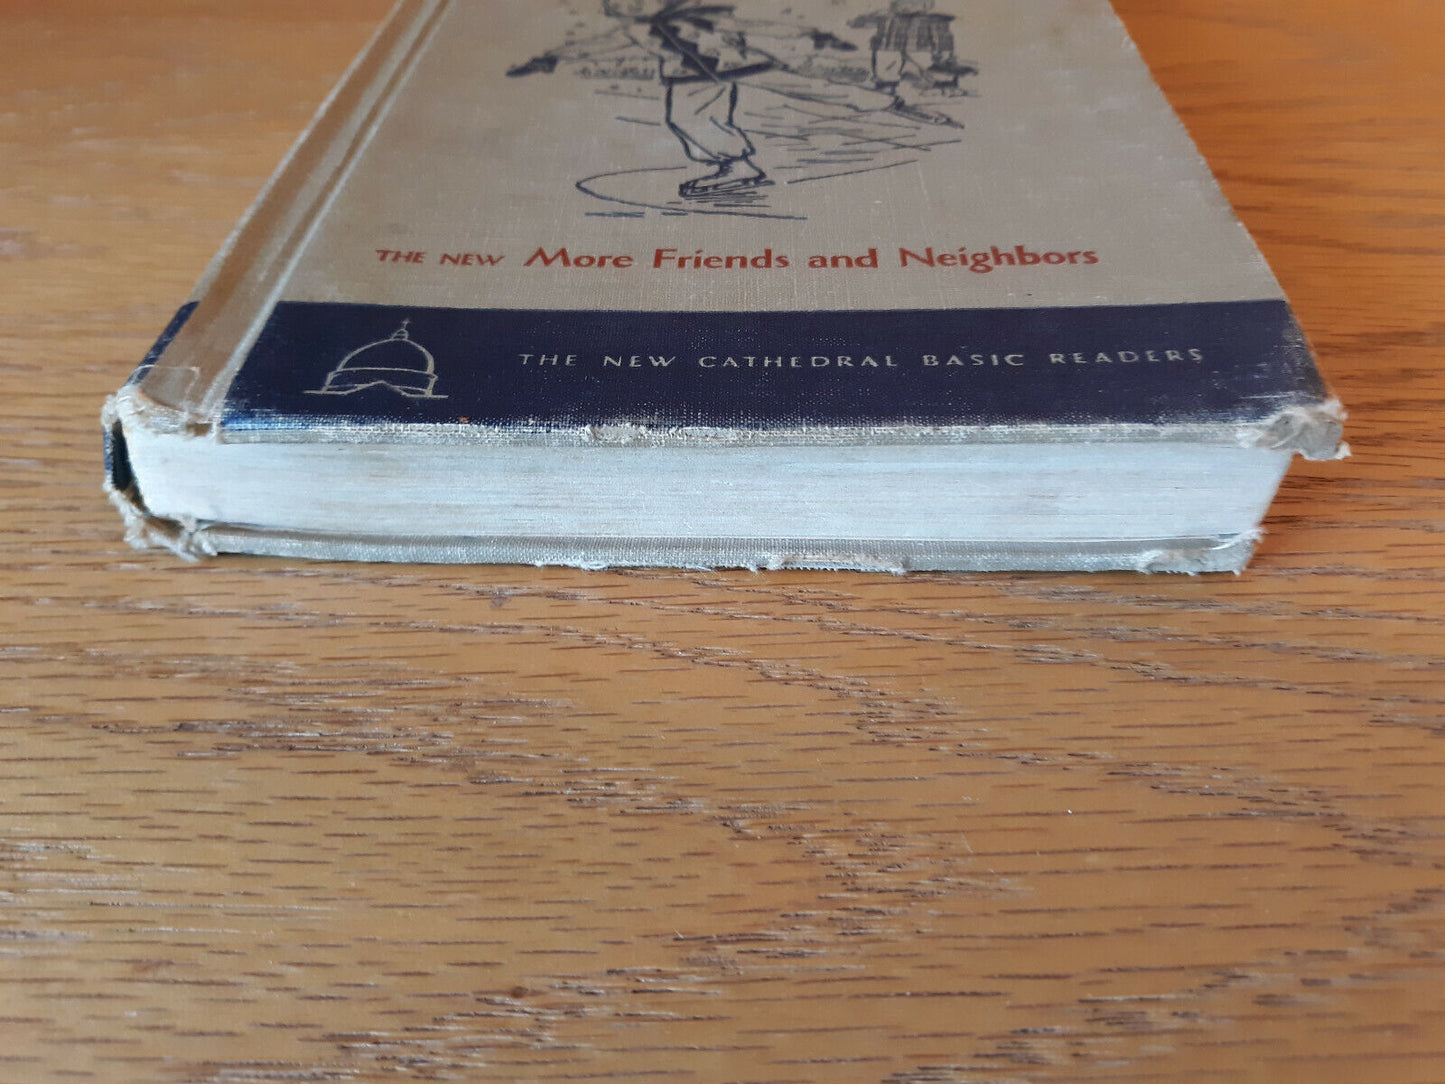 THE NEW More Friends and Neighbors
THE NEW CATHEDRAL BASIC READERS